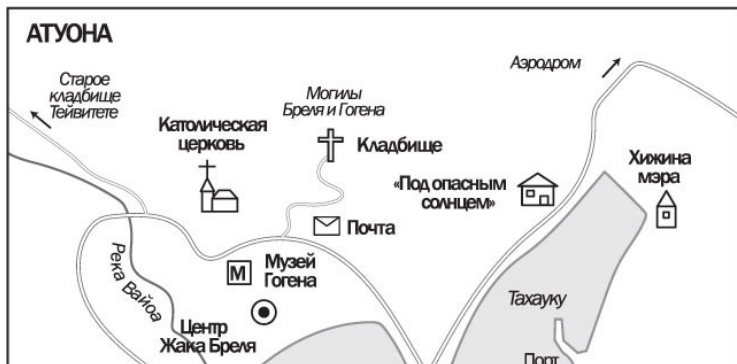 АТУОНА
Аэродром
Старое
кладбище
Тейвитете
Могилы
Бреля и Гогена
Католическая
церковь
Кладбище
«Под опасным
солнцем»
Хижина
мэра
Почта
Река Вайоа
М
Музей
Гогена
Центр
Жака Бреля
Тахауку
Порт